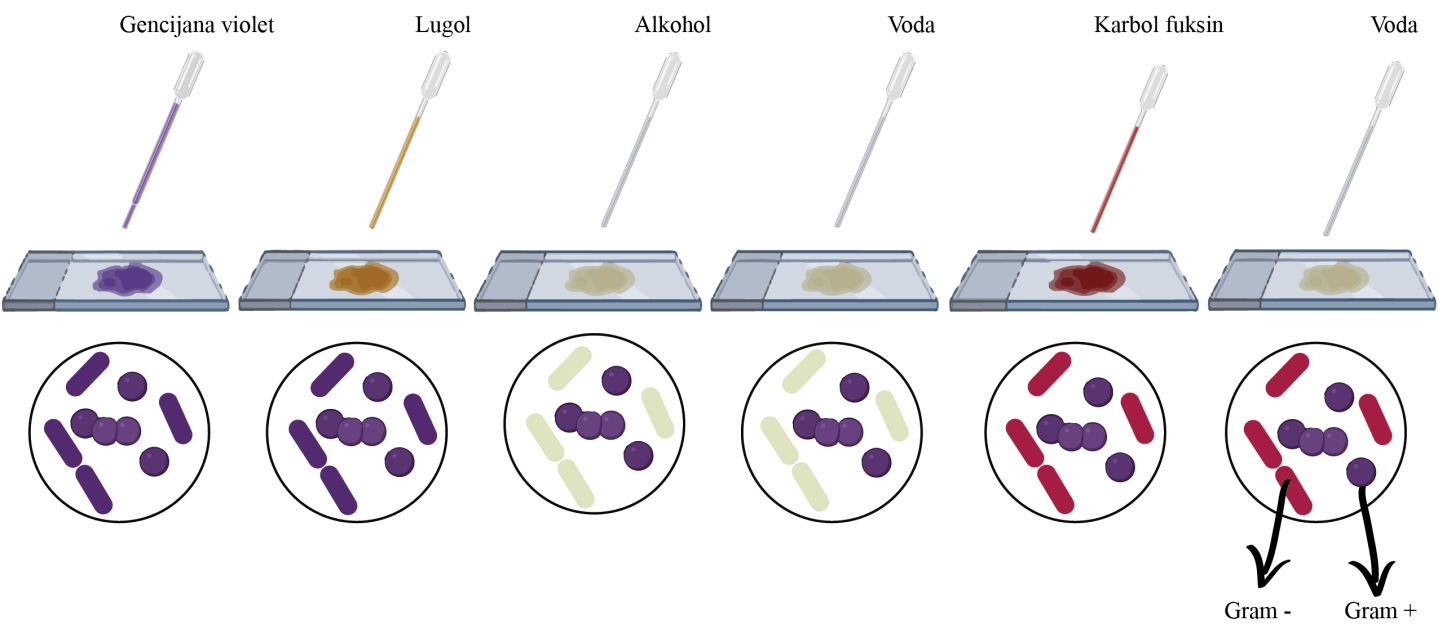 Gencijana violet
Lugol
Alkohol
Voda
Karbol fuksin
Voda
Gram -
Gram +